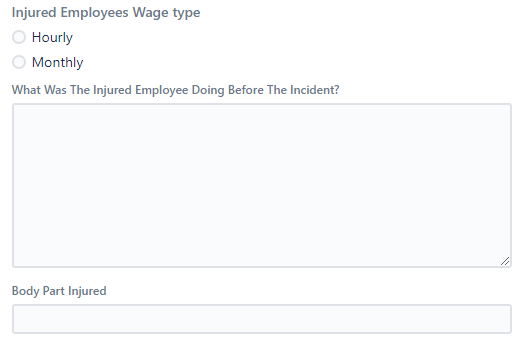 Injured Employees Wage type
Hourly
Monthly
What Was The Injured Employee Doing Before The Incident?
Body Part Injured